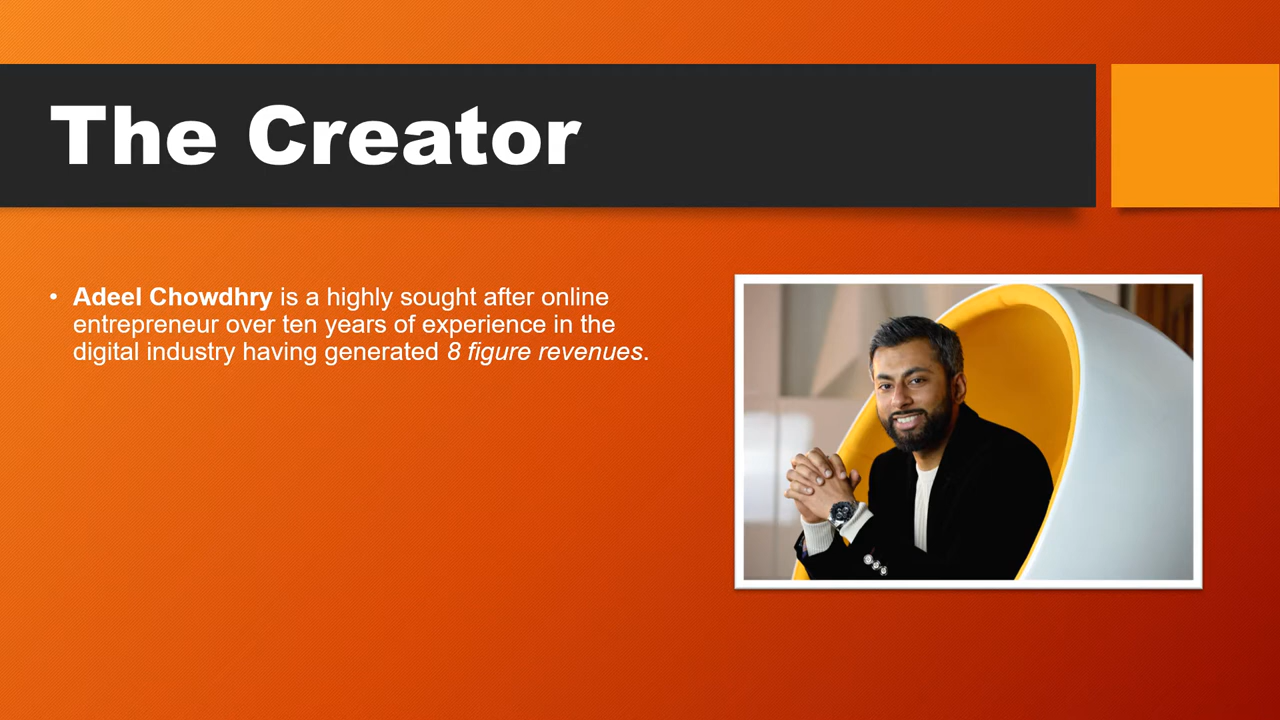 The Creator
• Adeel Chowdhry is a highly sought after online
entrepreneur over ten years of experience in the
digital industry having generated 8 figure revenues.